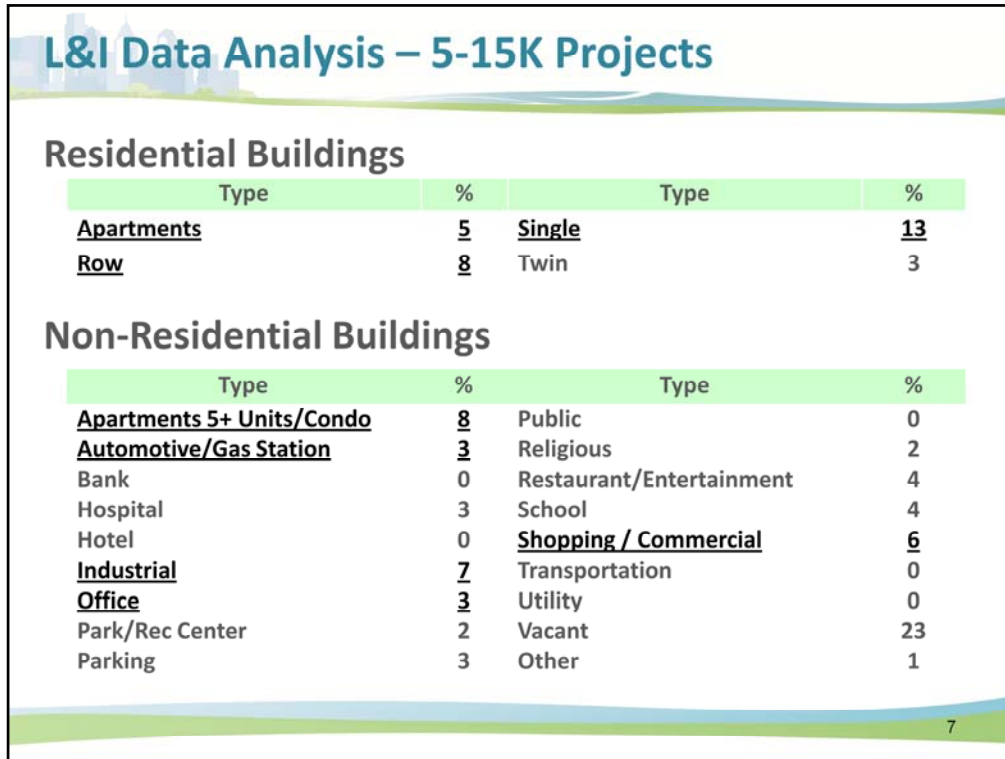 L&I Data Analysis – 5-15K Projects
Residential Buildings
Type % Type %
Apartments 5 Single 13
Row 8 Twin 3
Non-Residential Buildings
Type % Type %
Apartments 5+ Units/Condo 8 Public 0
Automotive/Gas Station 3 Religious 2
Bank 0 Restaurant/Entertainment 4
Hospital 3 School 4
Hotel 0 Shopping / Commercial 6
Industrial 7 Transportation 0
Office 3 Utility 0
Park/Rec Center 2 Vacant 23
Parking 3 Other 1
7